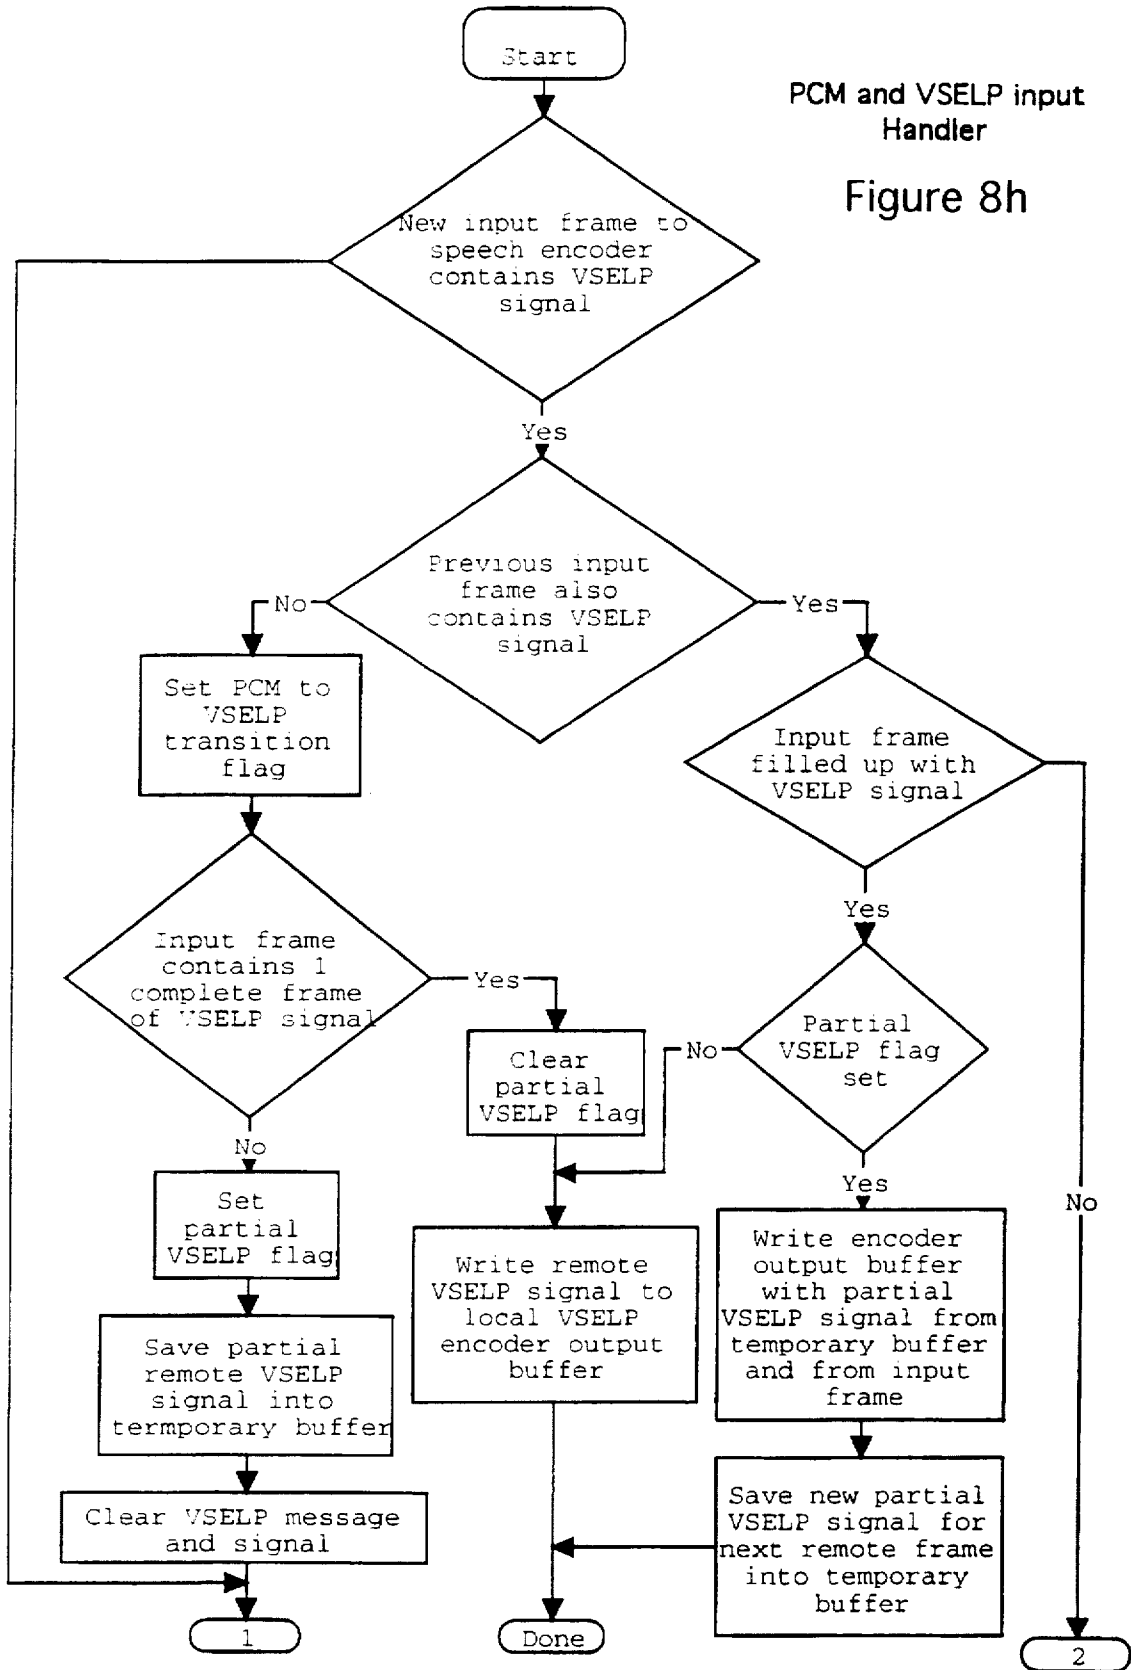 Start
PCM and VSELP input
Handler
Figure 8h
New input frame to
speech encoder
contains VSELP
signal
Yes
Previous input
frame also
contains VSELP
signal
No
Yes
Set PCM to
VSELP
transition
flag
Input frame
filled up with
VSELP signal
Yes
Input frame
contains 1
complete frame
of VSELP signal
Yes
Clear
partial
VSELP flag
No
Partial
VSELP flag
set
No
Yes
No
Set
partial
VSELP flag
Write remote
VSELP signal to
local VSELP
encoder output
buffer
Write encoder
output buffer
with partial
VSELP signal from
temporary buffer
and from input
frame
Save partial
remote VSELP
signal into
termporary buffer
Clear VSELP message
and signal
Save new partial
VSELP signal for
next remote frame
into temporary
buffer
1
Done
2